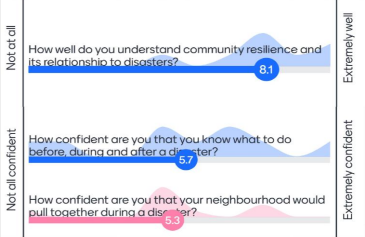 Not at all
How well do you understand community resilience and
its relationship to disasters?
8.1
Extremely well
Not all confident
How confident are you that you know what to do
before, during and after a disaster?
5.7
How confident are you that your neighbourhood would
pull together during a disaster?
5.3
Extremely confident